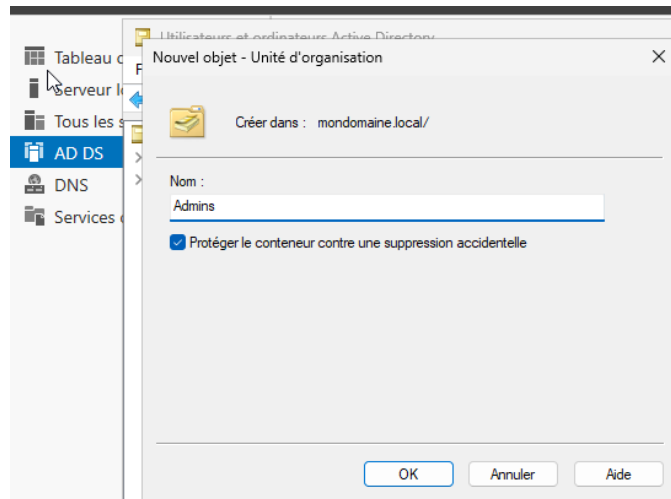 Utilisateurs et ordinateurs Active Directory
Tableau
Nouvel objet - Unité d'organisation
F
Serveur
Créer dans : mondomaine.local/
Tous les
AD DS
Nom :
DNS
Admins
Services
Protéger le conteneur contre une suppression accidentelle
OK
Annuler
Aide